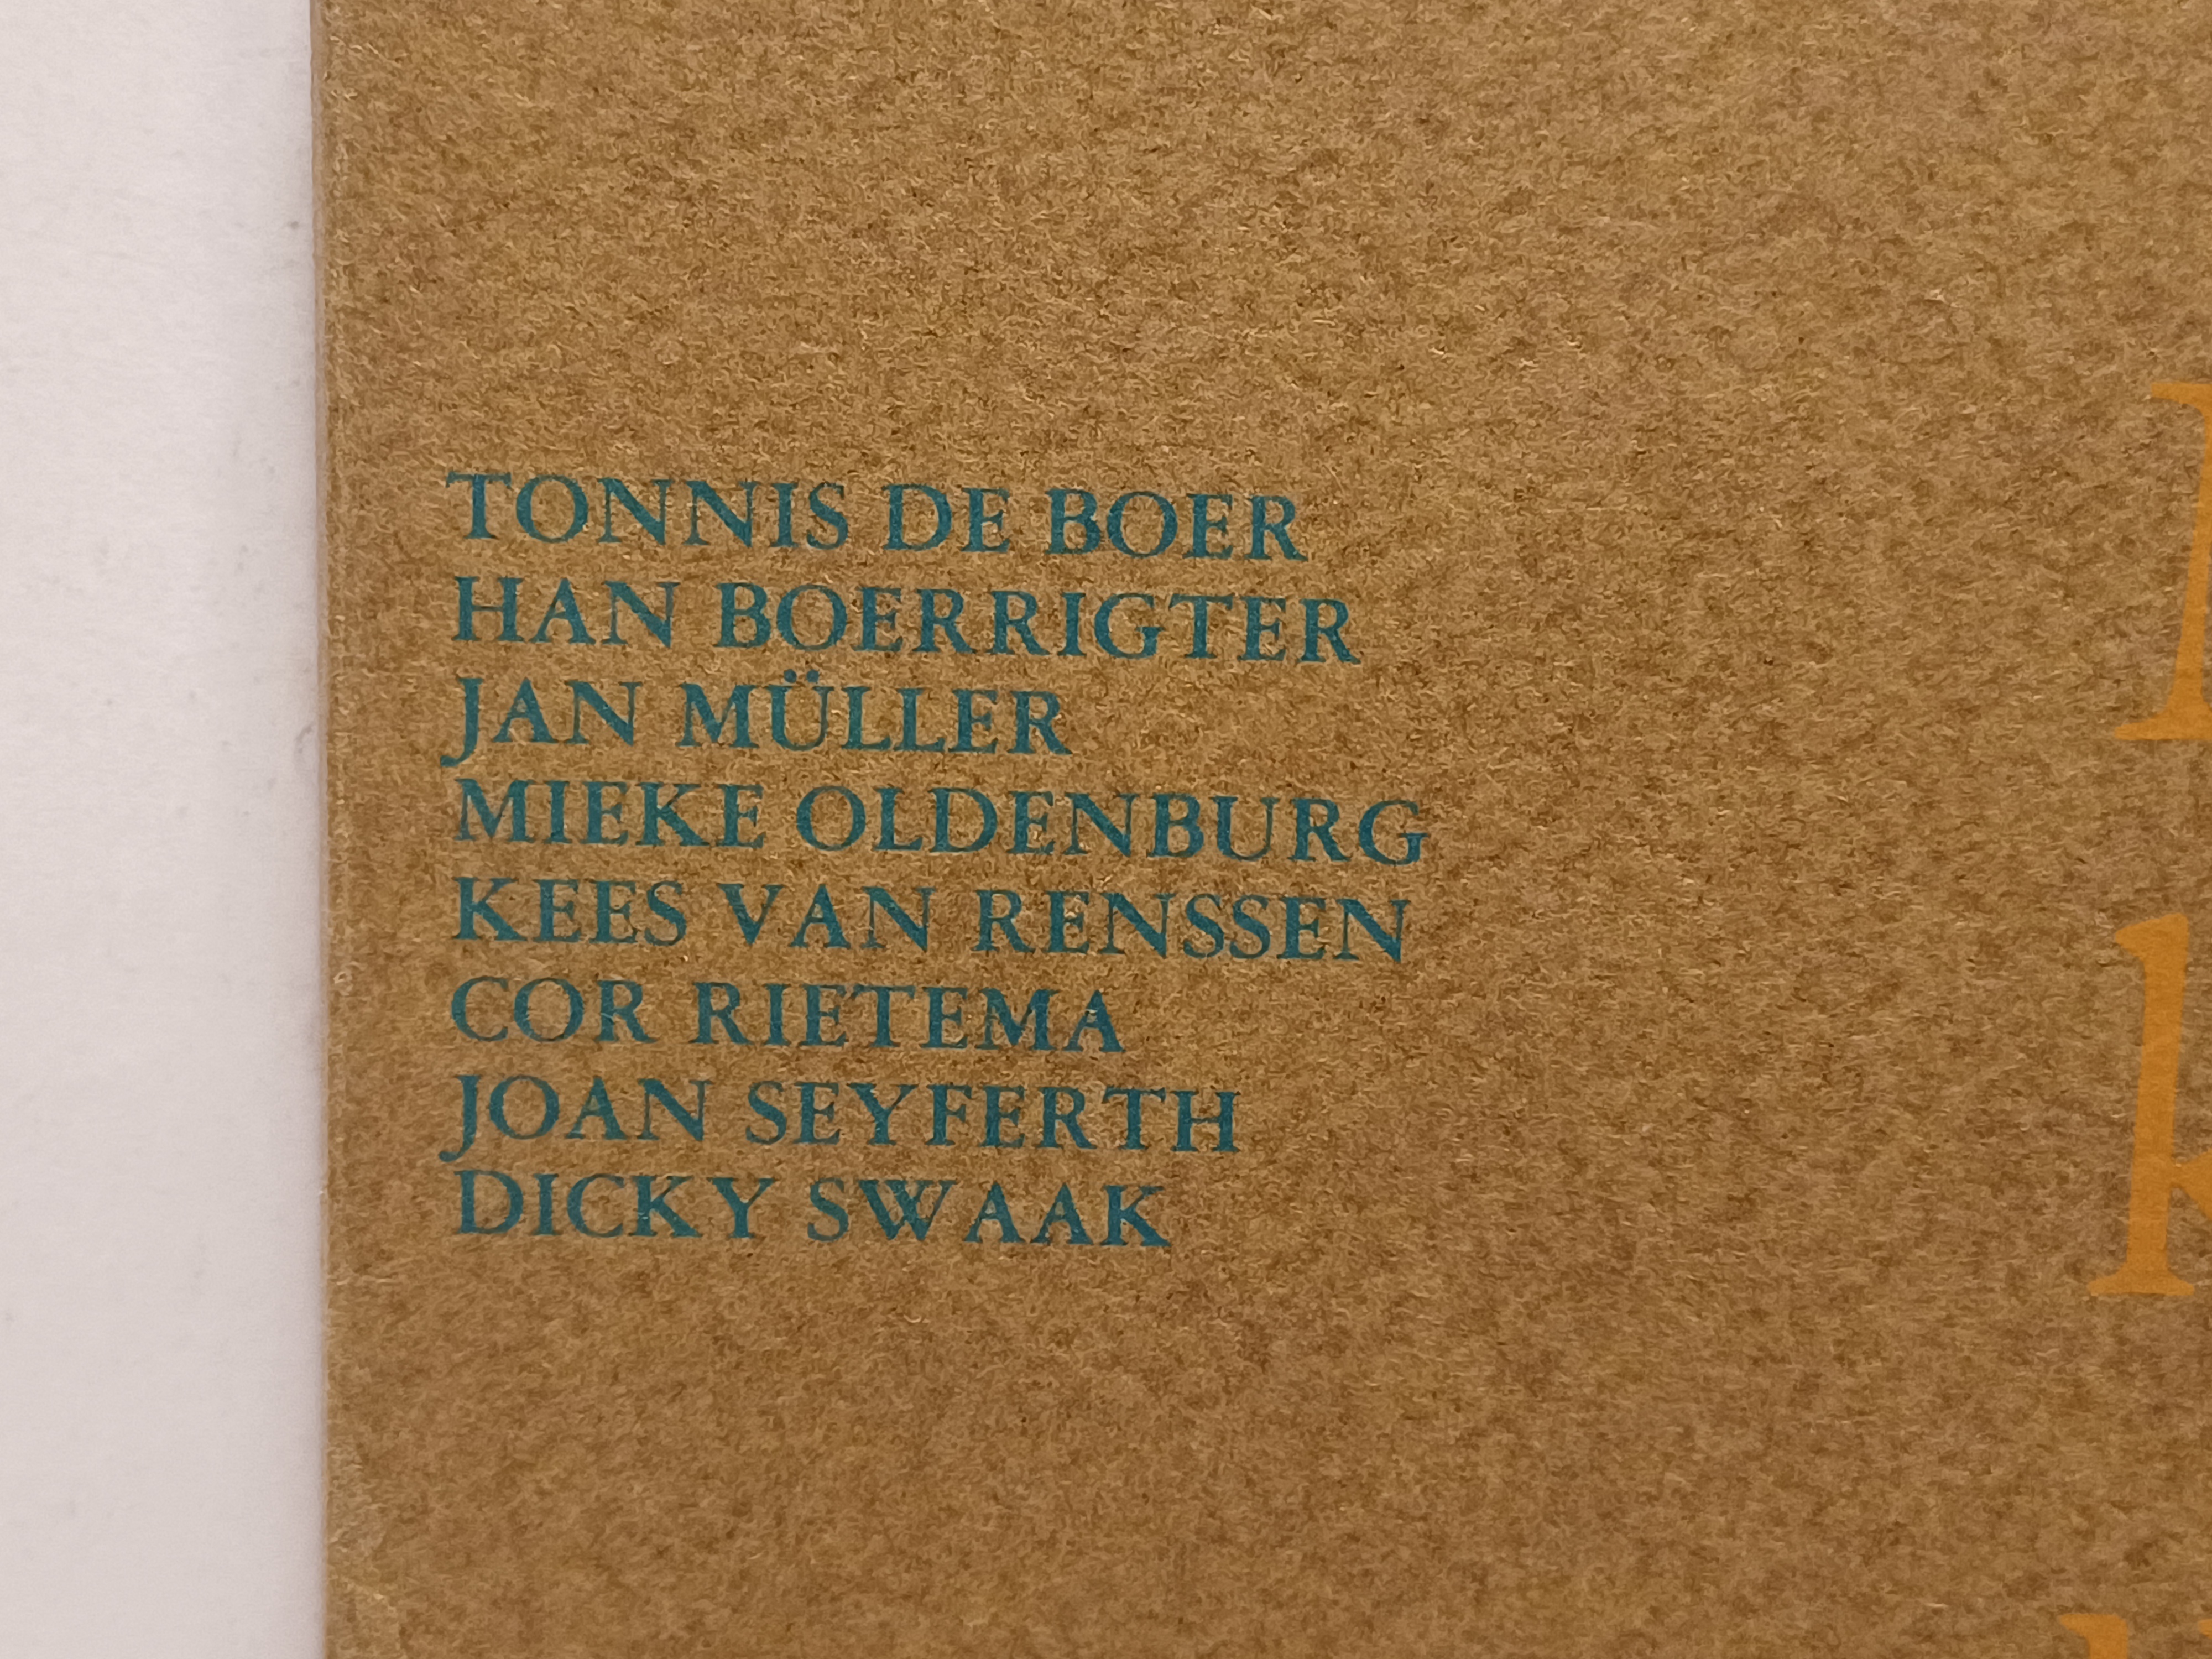 TONNIS DE BOER
HAN BOERRIGTER
JAN MÜLLER
MIEKE OLDENBURG
KEES VAN RENSSEN
COR RIETEMA
JOAN SEYFERTH
DICKY SWAAK